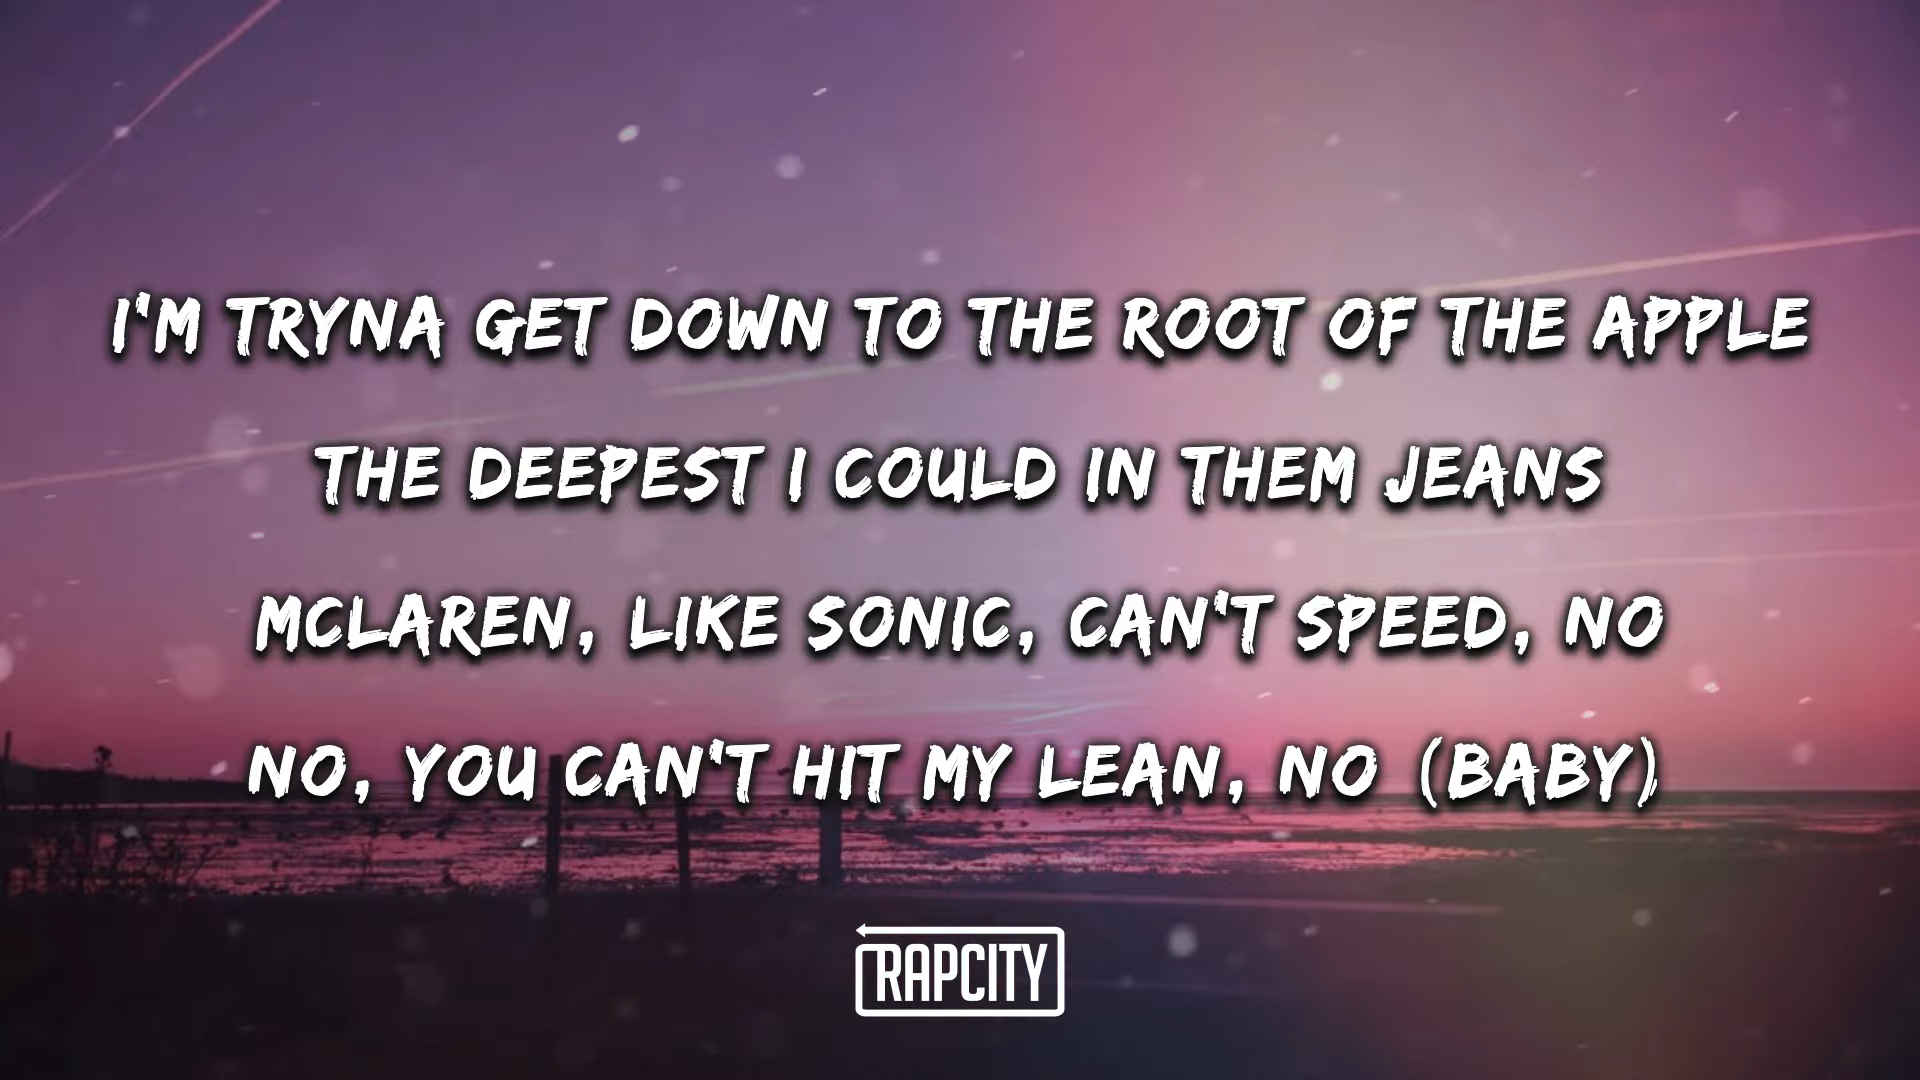 I'M TRYNA GET DOWN TO THE ROOT OF THE APPLE
THE DEEPEST I COULD IN THEM JEANS
MCLAREN, LIKE SONIC, CAN'T SPEED, NO
NO, YOU CAN'T HIT MY LEAN, NO (BABY)
RAPCITY